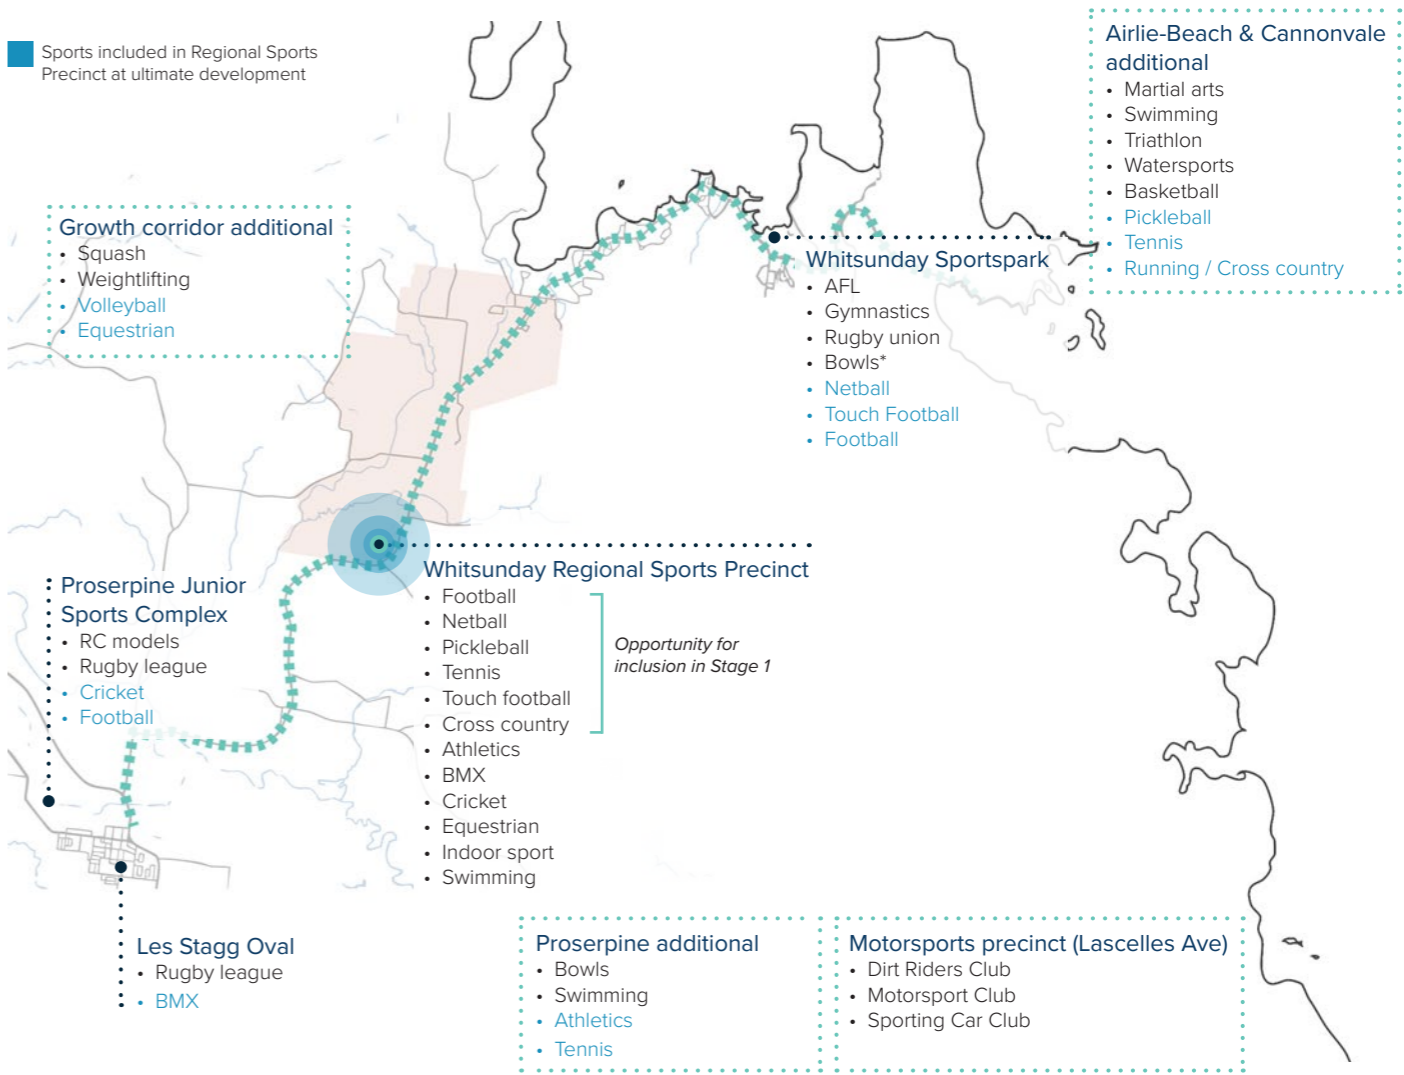 Sports included in Regional Sports
Precinct at ultimate development
Airlie-Beach & Cannonvale
additional
• Martial arts
• Swimming
• Triathlon
• Watersports
• Basketball
• Pickleball
• Tennis
• Running / Cross country
Growth corridor additional
• Squash
• Weightlifting
• Volleyball
• Equestrian
Whitsunday Sportspark
• AFL
• Gymnastics
• Rugby union
• Bowls*
• Netball
• Touch Football
• Football
Whitsunday Regional Sports Precinct
• Football
• Netball
• Pickleball
• Tennis
• Touch football
• Cross country
• Athletics
• BMX
• Cricket
• Equestrian
• Indoor sport
• Swimming
Opportunity for
inclusion in Stage 1
Proserpine Junior
Sports Complex
• RC models
• Rugby league
• Cricket
• Football
Les Stagg Oval
• Rugby league
• BMX
Proserpine additional
• Bowls
• Swimming
• Athletics
• Tennis
Motorsports precinct (Lascelles Ave)
• Dirt Riders Club
• Motorsport Club
• Sporting Car Club